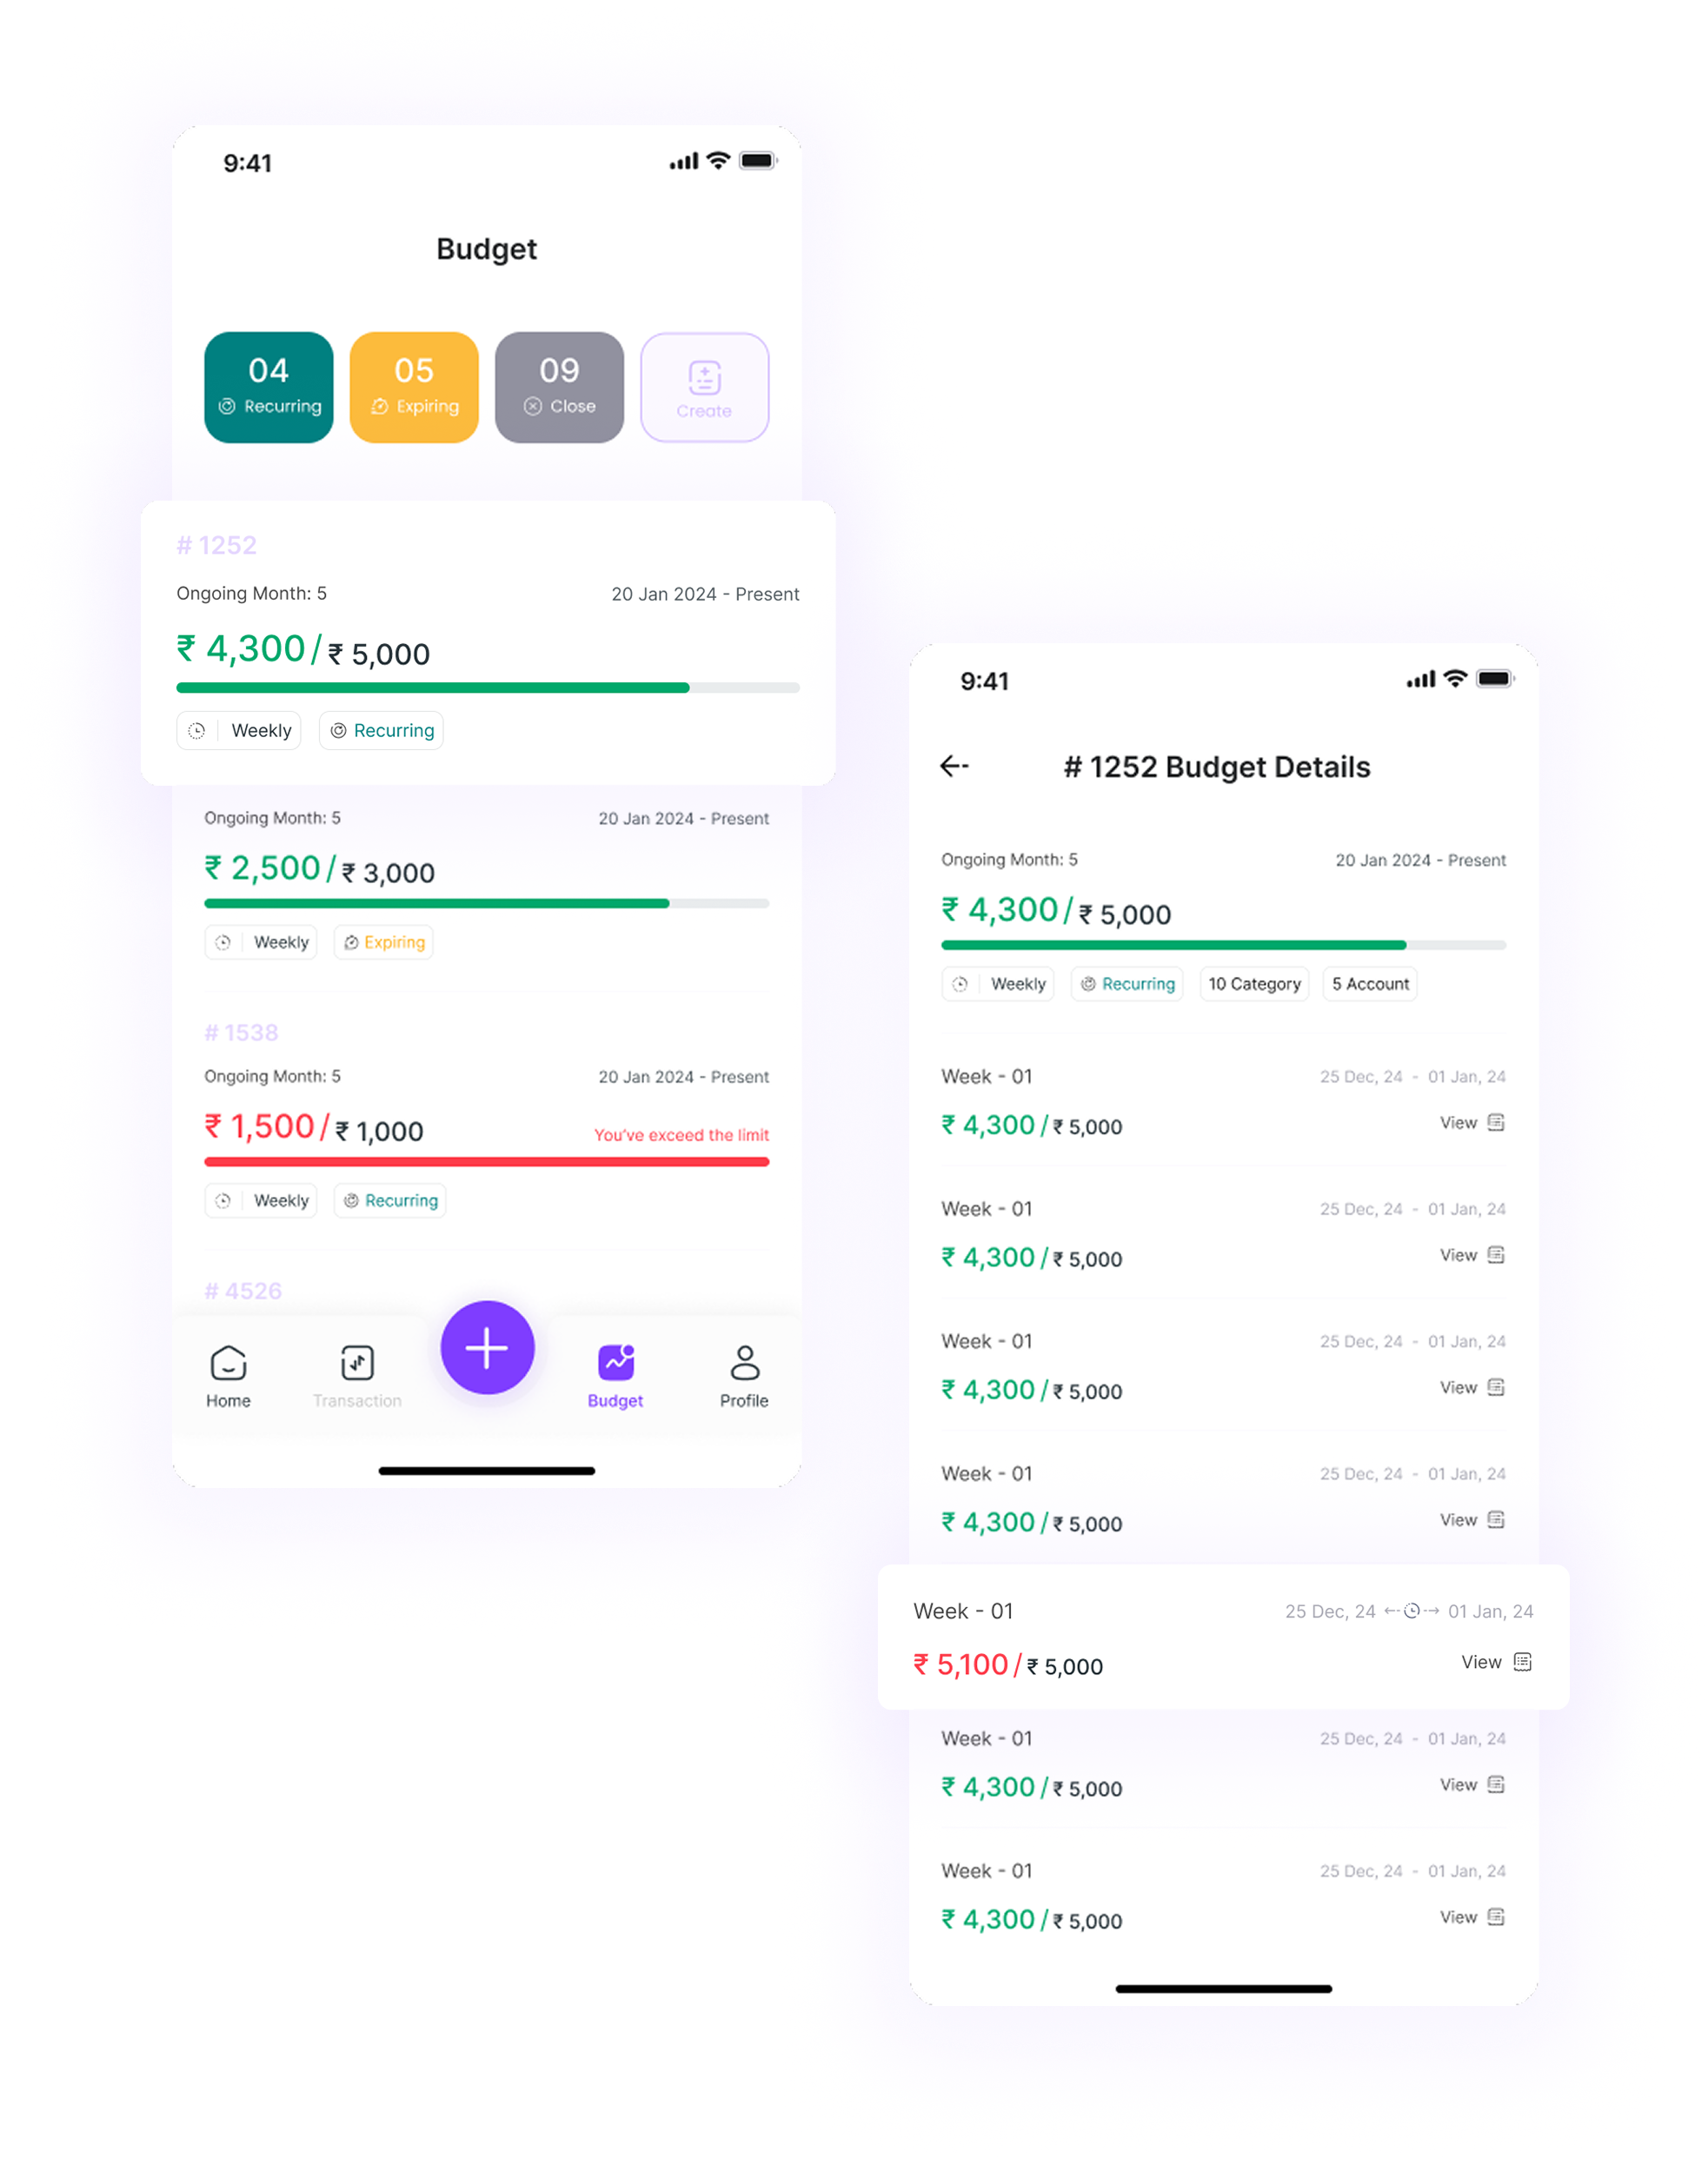 9:41
Budget
04
Recurring
05
Expiring
09
Close
Create
# 1252
Ongoing Month: 5
20 Jan 2024 - Present
₹ 4,300 / ₹ 5,000
Weekly
Recurring
Ongoing Month: 5
20 Jan 2024 - Present
₹ 2,500 / ₹ 3,000
Weekly
Expiring
# 1538
Ongoing Month: 5
20 Jan 2024 - Present
₹ 1,500 / ₹ 1,000
You've exceed the limit
Weekly
Recurring
# 4526
Home
Transaction
Budget
Profile
9:41
# 1252 Budget Details
Ongoing Month: 5
20 Jan 2024 - Present
₹ 4,300 / ₹ 5,000
Weekly
Recurring
10 Category
5 Account
Week - 01
25 Dec, 24 - 01 Jan, 24
₹ 4,300 / ₹ 5,000
View
Week - 01
25 Dec, 24 - 01 Jan, 24
₹ 4,300 / ₹ 5,000
View
Week - 01
25 Dec, 24 - 01 Jan, 24
₹ 4,300 / ₹ 5,000
View
Week - 01
25 Dec, 24 - 01 Jan, 24
₹ 4,300 / ₹ 5,000
View
Week - 01
25 Dec, 24 01 Jan, 24
₹ 5,100 / ₹ 5,000
View
Week - 01
25 Dec, 24 - 01 Jan, 24
₹ 4,300 / ₹ 5,000
View
Week - 01
25 Dec, 24 - 01 Jan, 24
₹ 4,300 / ₹ 5,000
View